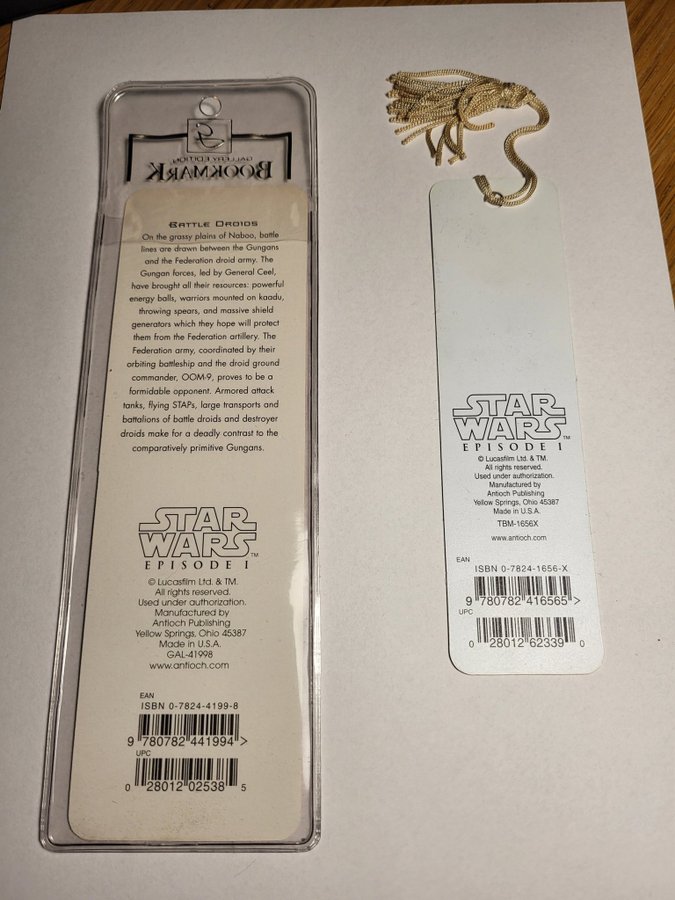 GALLERY EDITION
BOOKMARK
BATTLE DROIDS
On the grassy plains of Naboo, battle
lines are drawn between the Gungans
and the Federation droid army. The
Gungan forces, led by General Ceel,
have brought all their resources: powerful
energy balls, warriors mounted on kaadu,
throwing spears, and massive shield
generators which they hope will protect
them from the Federation artillery. The
Federation army, coordinated by their
orbiting battleship and the droid ground
commander, OOM-9, proves to be a
formidable opponent. Armored attack
tanks, flying STAPs, large transports and
battalions of battle droids and destroyer
droids make for a deadly contrast to the
comparatively primitive Gungans.
STAR
WARS™
EPISODE I
© Lucasfilm Ltd. & TM.
All rights reserved.
Used under authorization.
Manufactured by
Antioch Publishing
Yellow Springs, Ohio 45387
Made in U.S.A.
GAL-41998
www.antioch.com
EAN
ISBN 0-7824-4199-8
9 780782 441994 >
UPC
0 28012 02538 5
STAR
WARS™
EPISODE I
© Lucasfilm Ltd. & TM.
All rights reserved.
Used under authorization.
Manufactured by
Antioch Publishing
Yellow Springs, Ohio 45387
Made in U.S.A.
TBM-1656X
www.antioch.com
EAN
ISBN 0-7824-1656-X
9 780782 416565 >
UPC
0 28012 62339 0